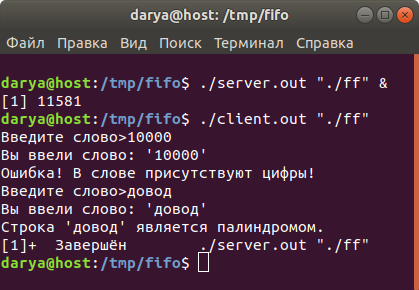 darya@host: /tmp/fifo
Файл Правка Вид Поиск Терминал Справка
darya@host:/tmp/fifo$ ./server.out "./ff" &
[1] 11581
darya@host:/tmp/fifo$ ./client.out "./ff"
Введите слово>10000
Вы ввели слово: '10000'
Ошибка! В слове присутствуют цифры!
Введите слово>довод
Вы ввели слово: 'довод'
Строка 'довод' является палиндромом.
[1]+  Завершён        ./server.out "./ff"
darya@host:/tmp/fifo$